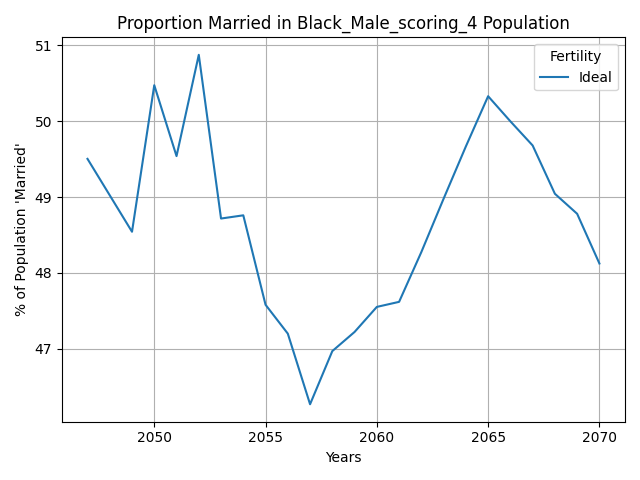 Proportion Married in Black_Male_scoring_4 Population
Fertility
Ideal
% of Population 'Married'
51
50
49
48
47
2050 2055 2060 2065 2070
Years